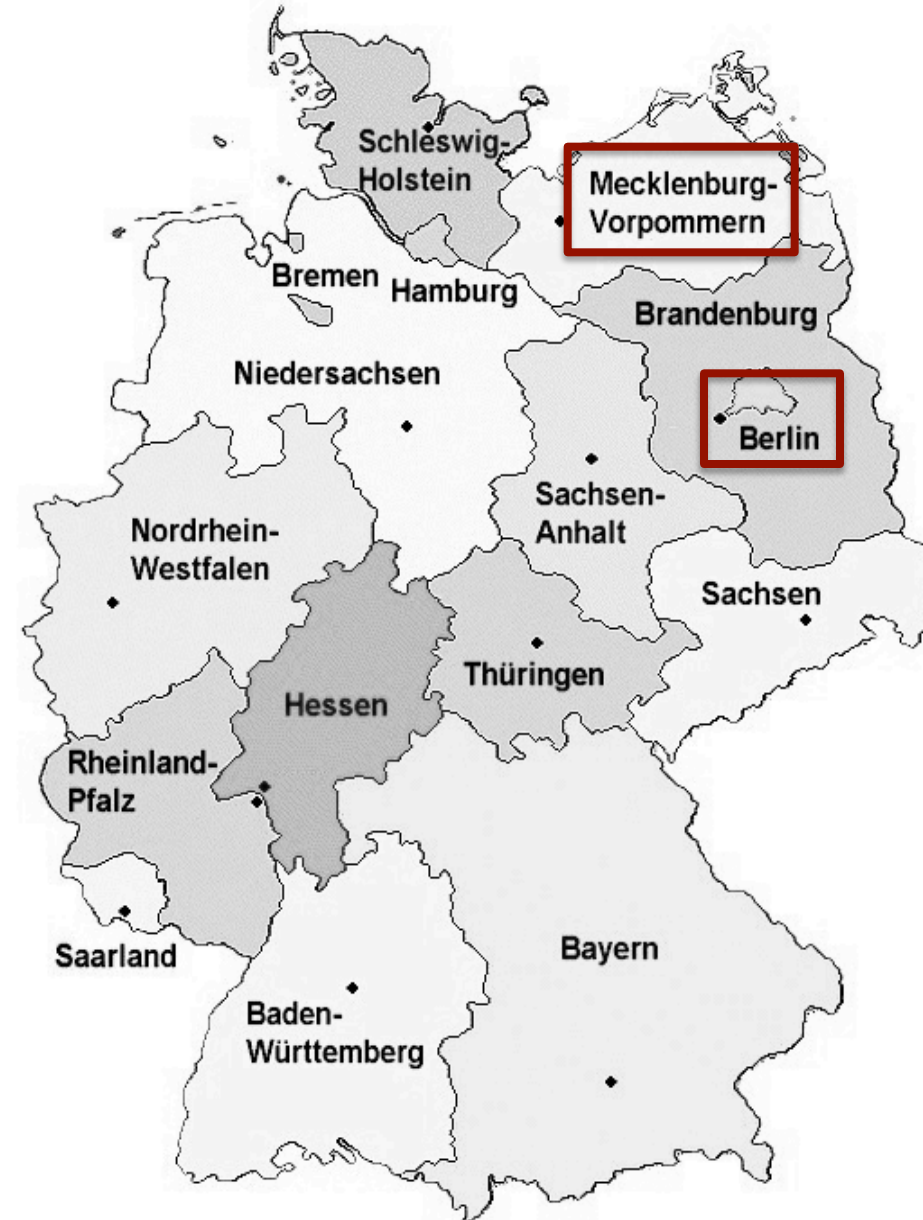 Schleswig-
Holstein
Mecklenburg-
Vorpommern
Bremen
Hamburg
Brandenburg
Niedersachsen
Berlin
Sachsen-
Anhalt
Nordrhein-
Westfalen
Sachsen
Thüringen
Hessen
Rheinland-
Pfalz
Saarland
Bayern
Baden-
Württemberg